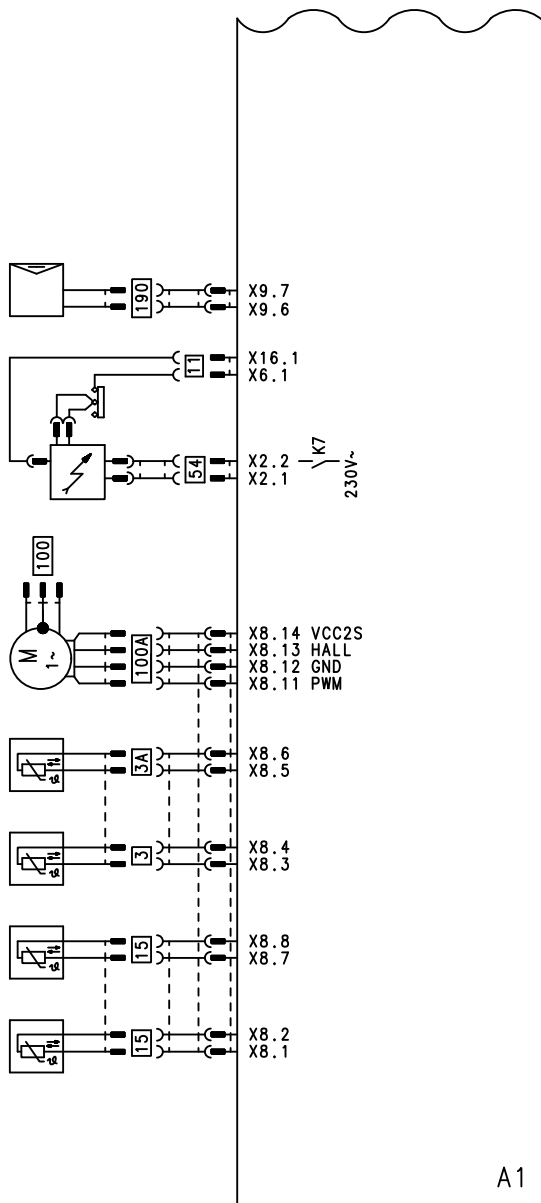 190
X9.7
X9.6
X16.1
11
X6.1
K7
X2.2
54
X2.1
230V~
100
M
1~
100A
X8.14 VCC2S
X8.13 HALL
X8.12 GND
X8.11 PWM
3A
X8.6
X8.5
ϑ
3
X8.4
X8.3
ϑ
15
X8.8
X8.7
ϑ
15
X8.2
X8.1
ϑ
A1